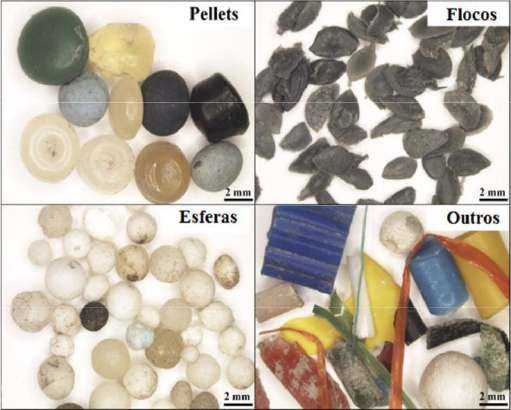 Pellets
2 mm
Flocos
2 mm
Esferas
2 mm
Outros
2 mm